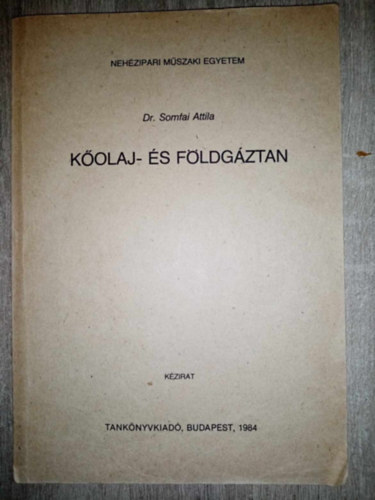 NEHÉZIPARI MŰSZAKI EGYETEM
Dr. Somfai Attila
KŐOLAJ- ÉS FÖLDGÁZTAN
KÉZIRAT
TANKÖNYVKIADÓ, BUDAPEST, 1984